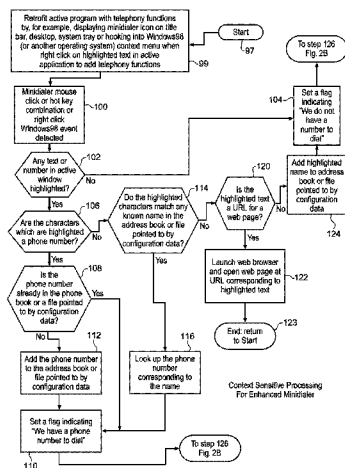 Retrofit active program with telephony functions
by, for example, displaying minidialer icon on title
bar, desktop, system tray or hooking into Windows98
(or another operating system) context menu when
right click on highlighted text in active
application to add telephony functions
99
Start
97
To step 126
Fig. 2B
Minidialer mouse
click or hot key
combination or
right click
Windows98 event
detected
100
104
Set a flag
indicating
"We do not
have a
number to
dial"
102
Any text or
number in active
window
highlighted?
No
Yes
106
Are the characters
which are highlighted
a phone number?
No
Yes
114
Do the highlighted
characters match any
known name in the
address book or file
pointed to by
configuration data?
No
Yes
120
Is the
highlighted text
a URL for a
web page?
No
Yes
Add highlighted
name to address
book or file
pointed to by
configuration
data
124
108
Is the
phone number
already in the phone
book or a file pointed
to by configuration
data?
Yes
No
Launch web browser
and open web page at
URL corresponding to
highlighted text
122
End: return
to Start
123
112
Add the phone number
to the address book or
file pointed to by
configuration data
116
Look up the phone
number
corresponding to
the name
Context Sensitive Processing
For Enhanced Minidialer
Set a flag indicating
"We have a phone
number to dial"
110
To step 126
Fig. 2B